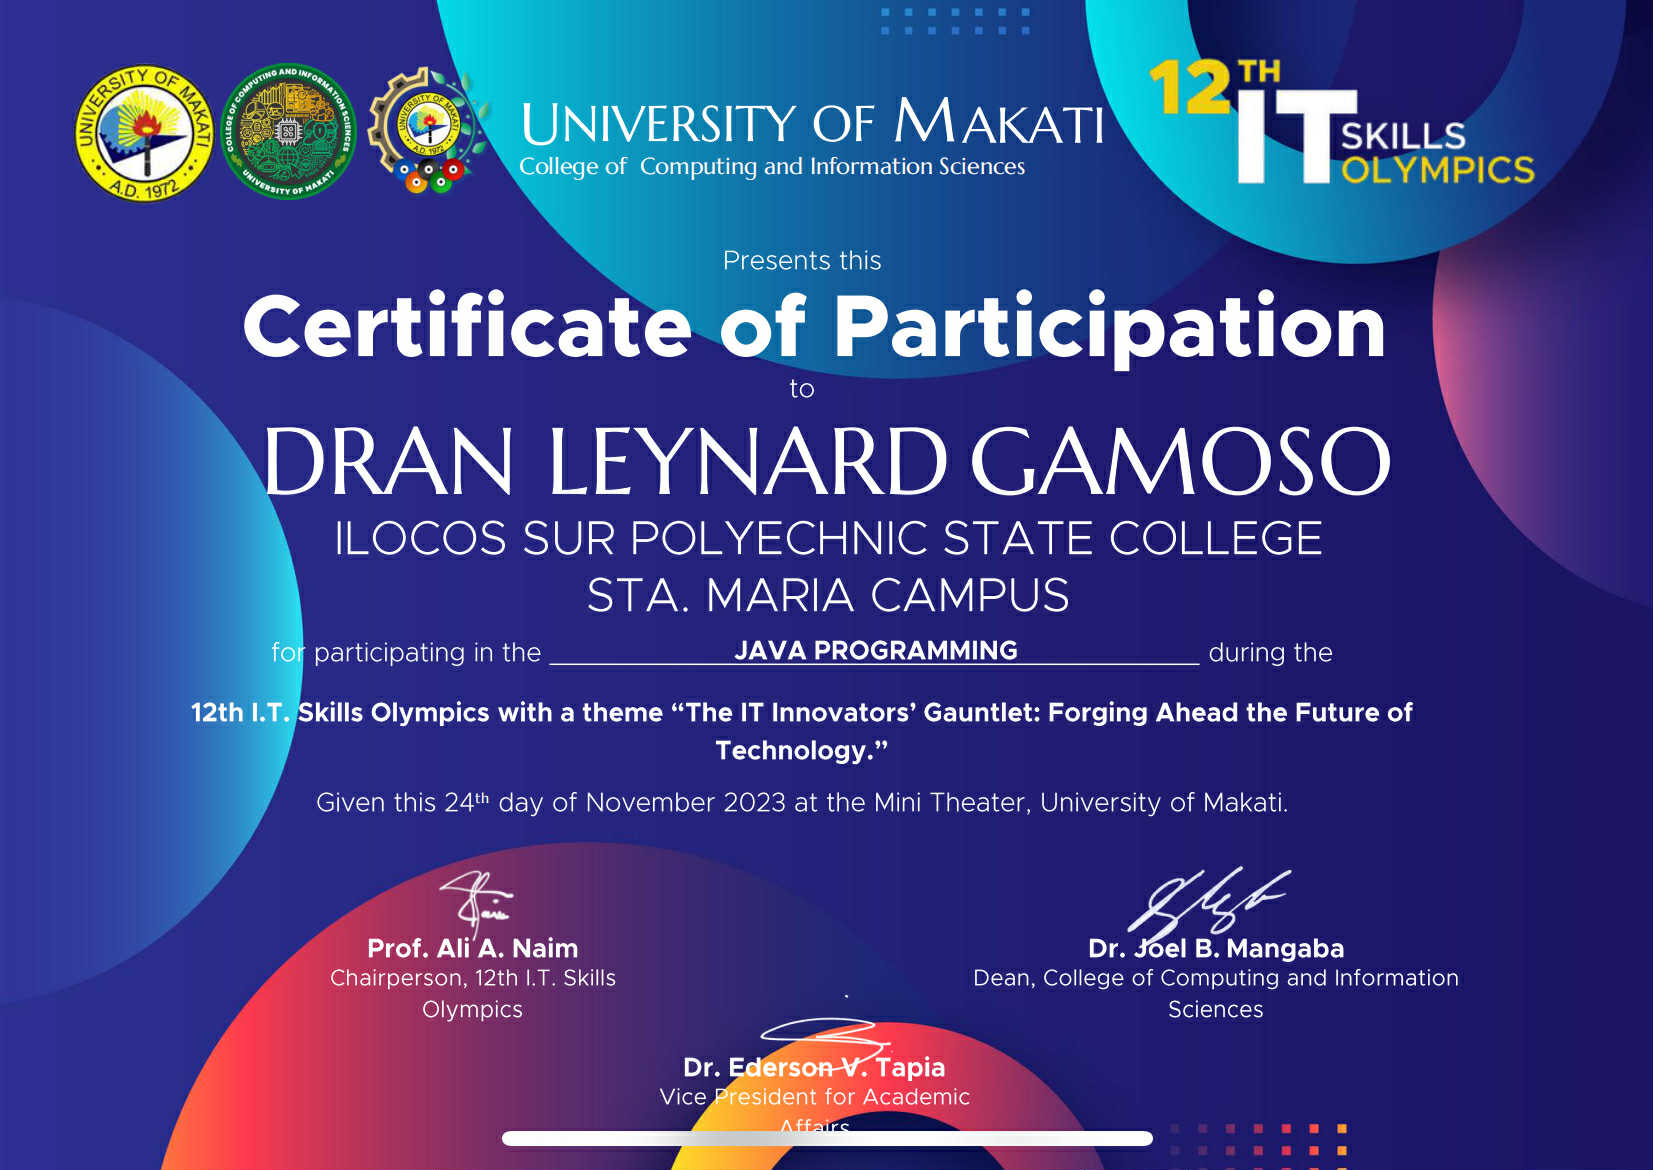 UNIVERSITY OF MAKATI
A.D. 1972
COLLEGE OF COMPUTING AND INFORMATION SCIENCES
UNIVERSITY OF MAKATI
UNIVERSITY OF MAKATI
A.D. 1972
UNIVERSITY OF MAKATI
College of Computing and Information Sciences
12TH
IT SKILLS
OLYMPICS
Presents this
Certificate of Participation
to
DRAN LEYNARD GAMOSO
ILOCOS SUR POLYECHNIC STATE COLLEGE
STA. MARIA CAMPUS
for participating in the JAVA PROGRAMMING during the
12th I.T. Skills Olympics with a theme “The IT Innovators’ Gauntlet: Forging Ahead the Future of
Technology.”
Given this 24th day of November 2023 at the Mini Theater, University of Makati.
Prof. Ali A. Naim
Chairperson, 12th I.T. Skills
Olympics
Dr. Joel B. Mangaba
Dean, College of Computing and Information
Sciences
Dr. Ederson V. Tapia
Vice President for Academic
Affairs